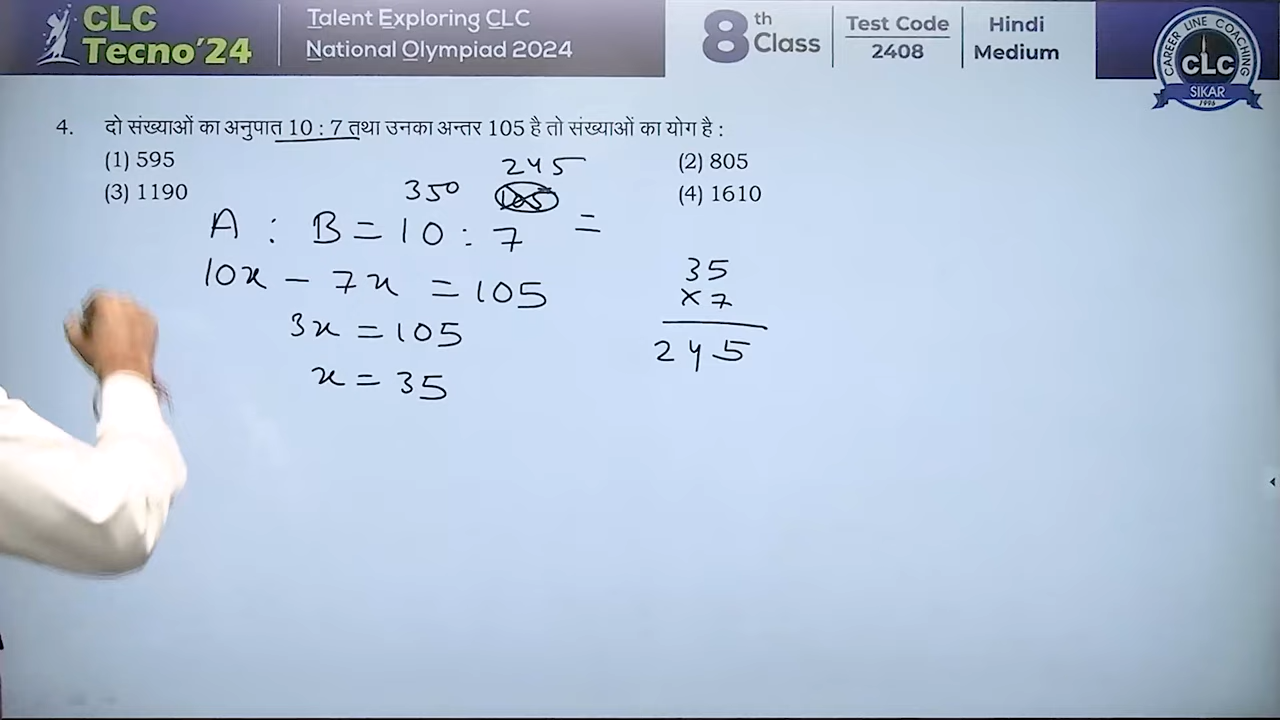 CLC
Tecno'24
Talent Exploring CLC
National Olympiad 2024
8th Class
Test Code
2408
Hindi
Medium
CAREER LINE COACHING
CLC
SIKAR
1996
4. दो संख्याओं का अनुपात 10 : 7 तथा उनका अन्तर 105 है तो संख्याओं का योग है :
(1) 595 (2) 805
(3) 1190 (4) 1610
245
350
A : B = 10 : 7 =
10x - 7x = 105
3x = 105
x = 35
35
× 7
245